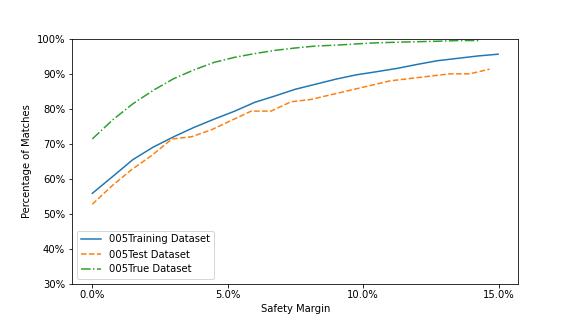 100%
90%
80%
70%
60%
50%
40%
30%
Percentage of Matches
005Training Dataset
005Test Dataset
005True Dataset
0.0% 5.0% 10.0% 15.0%
Safety Margin